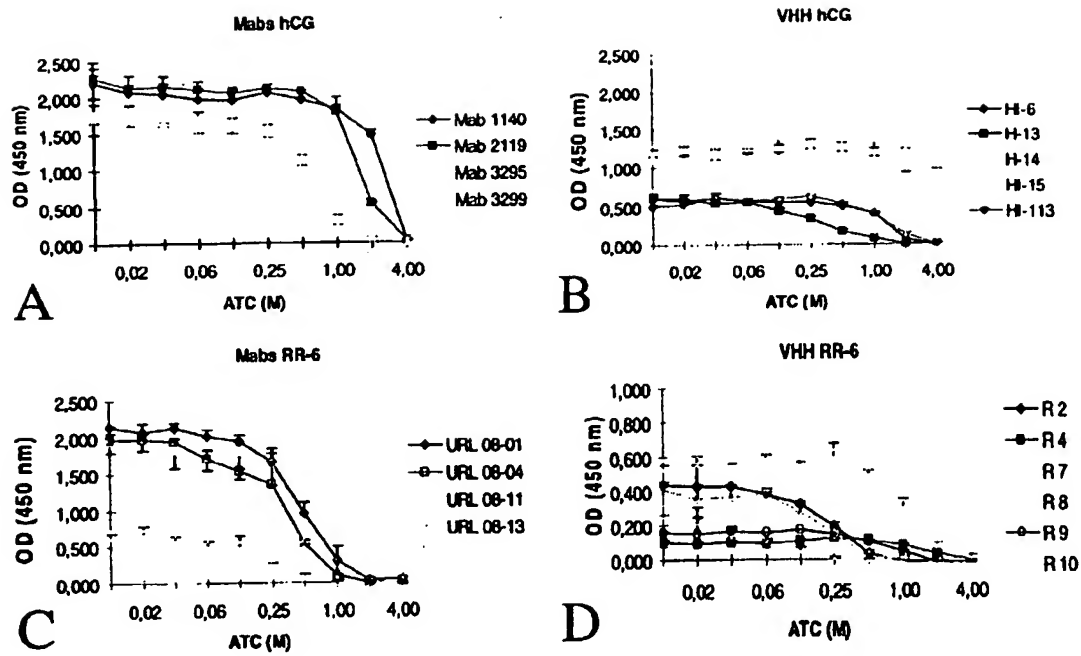 Mabs hCG
2,500
2,000
1,500
1,000
0,500
0,000
OD (450 nm)
0,02
0,06
0,25
1,00
4,00
ATC (M)
Mab 1140
Mab 2119
Mab 3295
Mab 3299
A
VHH hCG
2,500
2,000
1,500
1,000
0,500
0,000
OD (450 nm)
0,02
0,06
0,25
1,00
4,00
ATC (M)
HI-6
H-13
H-14
HI-15
HI-113
B
Mabs RR-6
2,500
2,000
1,500
1,000
0,500
0,000
OD (450 nm)
0,02
0,06
0,25
1,00
4,00
ATC (M)
URL 08-01
URL 08-04
URL 08-11
URL 08-13
C
VHH RR-6
1,000
0,800
0,600
0,400
0,200
0,000
OD (450 nm)
0,02
0,06
0,25
1,00
4,00
ATC (M)
R 2
R 4
R 7
R 8
R 9
R 10
D